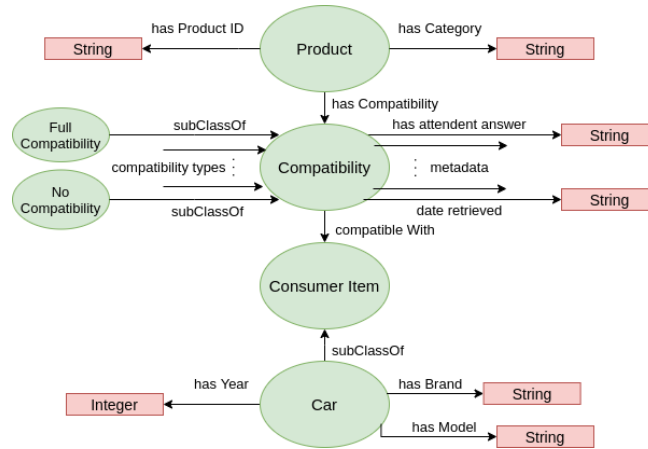 has Product ID
has Category
String
Product
String
has Compatibility
Full
Compatibility
subClassOf
has attendent answer
String
compatibility types
Compatibility
metadata
No
Compatibility
subClassOf
date retrieved
String
compatible With
Consumer Item
subClassOf
has Year
has Brand
Integer
Car
String
has Model
String